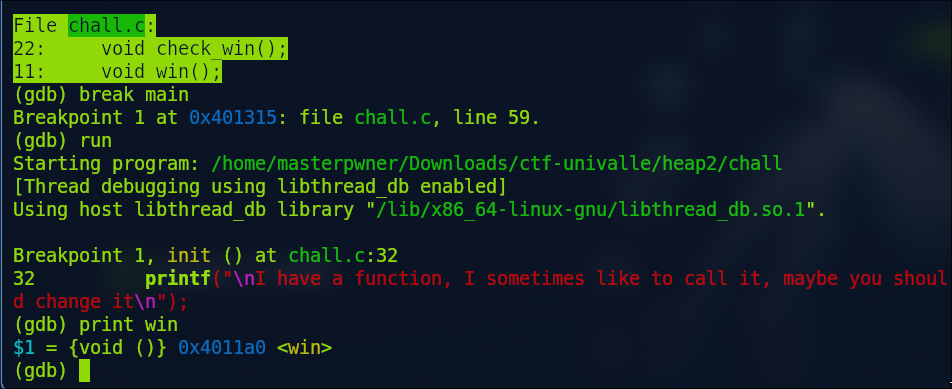 File chall.c:
22:     void check_win();
11:     void win();
(gdb) break main
Breakpoint 1 at 0x401315: file chall.c, line 59.
(gdb) run
Starting program: /home/masterpwner/Downloads/ctf-univalle/heap2/chall
[Thread debugging using libthread_db enabled]
Using host libthread_db library "/lib/x86_64-linux-gnu/libthread_db.so.1".
Breakpoint 1, init () at chall.c:32
32          printf("\nI have a function, I sometimes like to call it, maybe you shoul
d change it\n");
(gdb) print win
$1 = {void ()} 0x4011a0 <win>
(gdb)